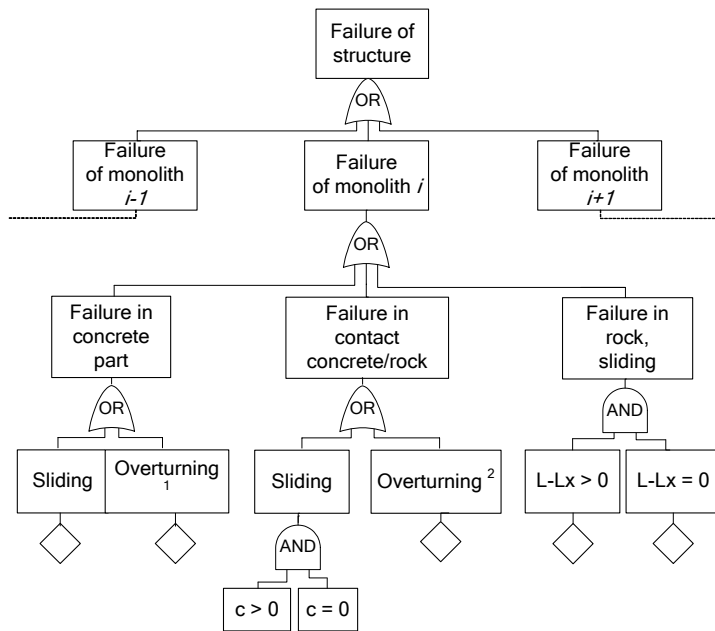 Failure of
structure
OR
Failure
of monolith
i-1
Failure
of monolith i
Failure
of monolith
i+1
OR
Failure in
concrete
part
Failure in
contact
concrete/rock
Failure in
rock,
sliding
OR
OR
AND
Sliding
Overturning
1
Sliding
Overturning 2
L-Lx > 0
L-Lx = 0
AND
c > 0
c = 0